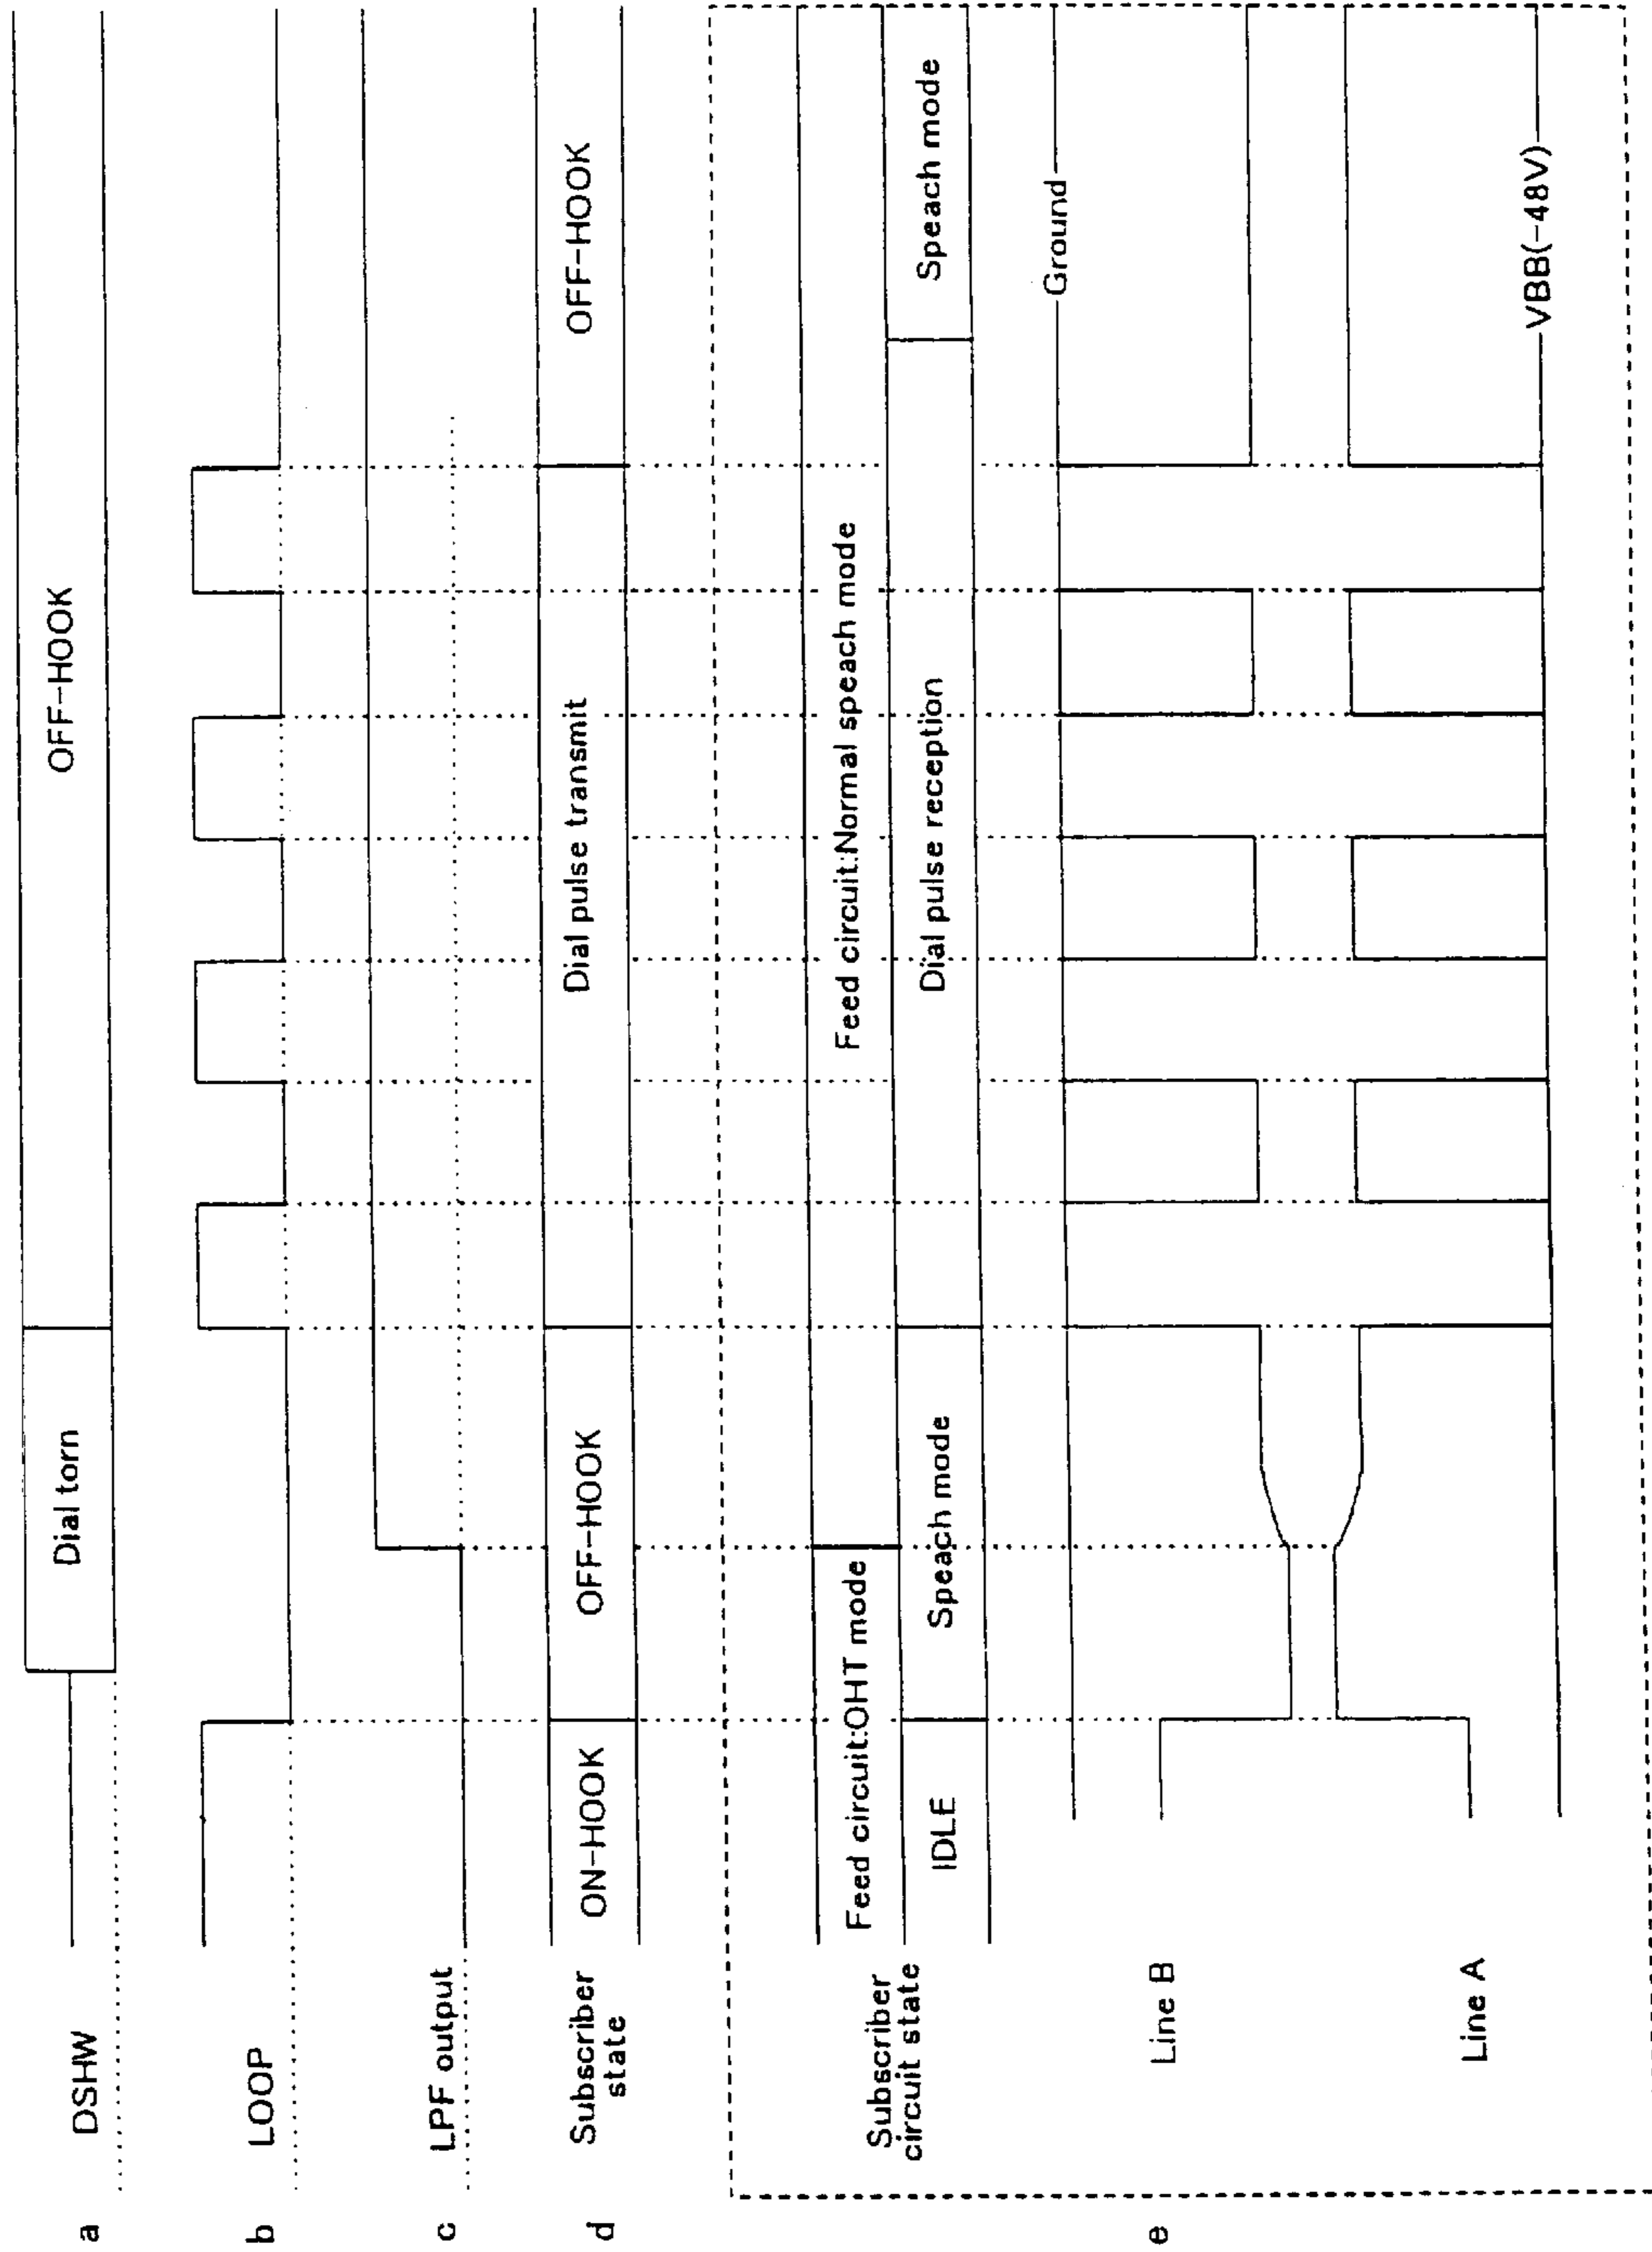 a
DSHW
Dial torn
OFF-HOOK
b
LOOP
c
LPF output
d
Subscriber
state
ON-HOOK
OFF-HOOK
Dial pulse transmit
OFF-HOOK
e
Subscriber
circuit state
Feed circuit:OHT mode
Feed circuit:Normal speach mode
IDLE
Speach mode
Dial pulse reception
Speach mode
Line B
Ground
Line A
VBB(-48V)